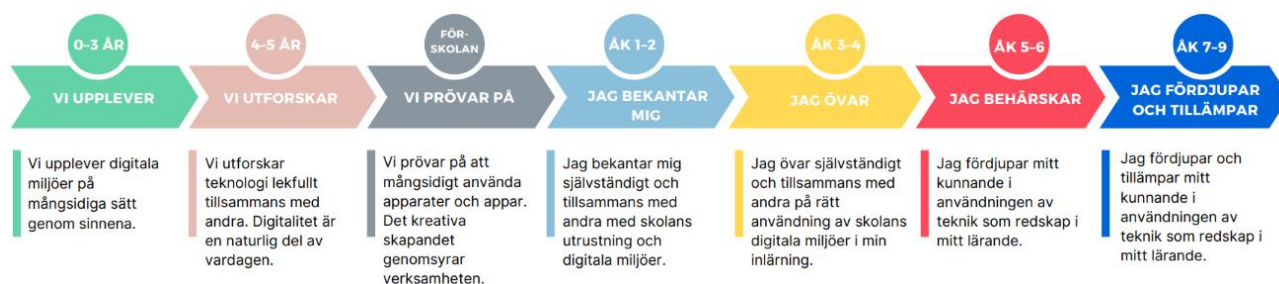 0-3 ÅR
VI UPPLEVER
Vi upplever digitala
miljöer på
mångsidiga sätt
genom sinnena.
4-5 ÅR
VI UTFORSKAR
Vi utforskar
teknologi lekfullt
tillsammans med
andra. Digitalitet är
en naturlig del av
vardagen.
FÖR-
SKOLAN
VI PRÖVAR PÅ
Vi prövar på att
mångsidigt använda
apparater och appar.
Det kreativa
skapandet
genomsyrar
verksamheten.
ÅK 1-2
JAG BEKANTAR
MIG
Jag bekantar mig
självständigt och
tillsammans med
andra med skolans
utrustning och
digitala miljöer.
ÅK 3-4
JAG ÖVAR
Jag övar självständigt
och tillsammans med
andra på rätt
användning av skolans
digitala miljöer i min
inlärning.
ÅK 5-6
JAG BEHÄRSKAR
Jag fördjupar mitt
kunnande i
användningen av
teknik som redskap i
mitt lärande.
ÅK 7-9
JAG FÖRDJUPAR
OCH TILLÄMPAR
Jag fördjupar och
tillämpar mitt
kunnande i
användningen av
teknik som redskap i
mitt lärande.